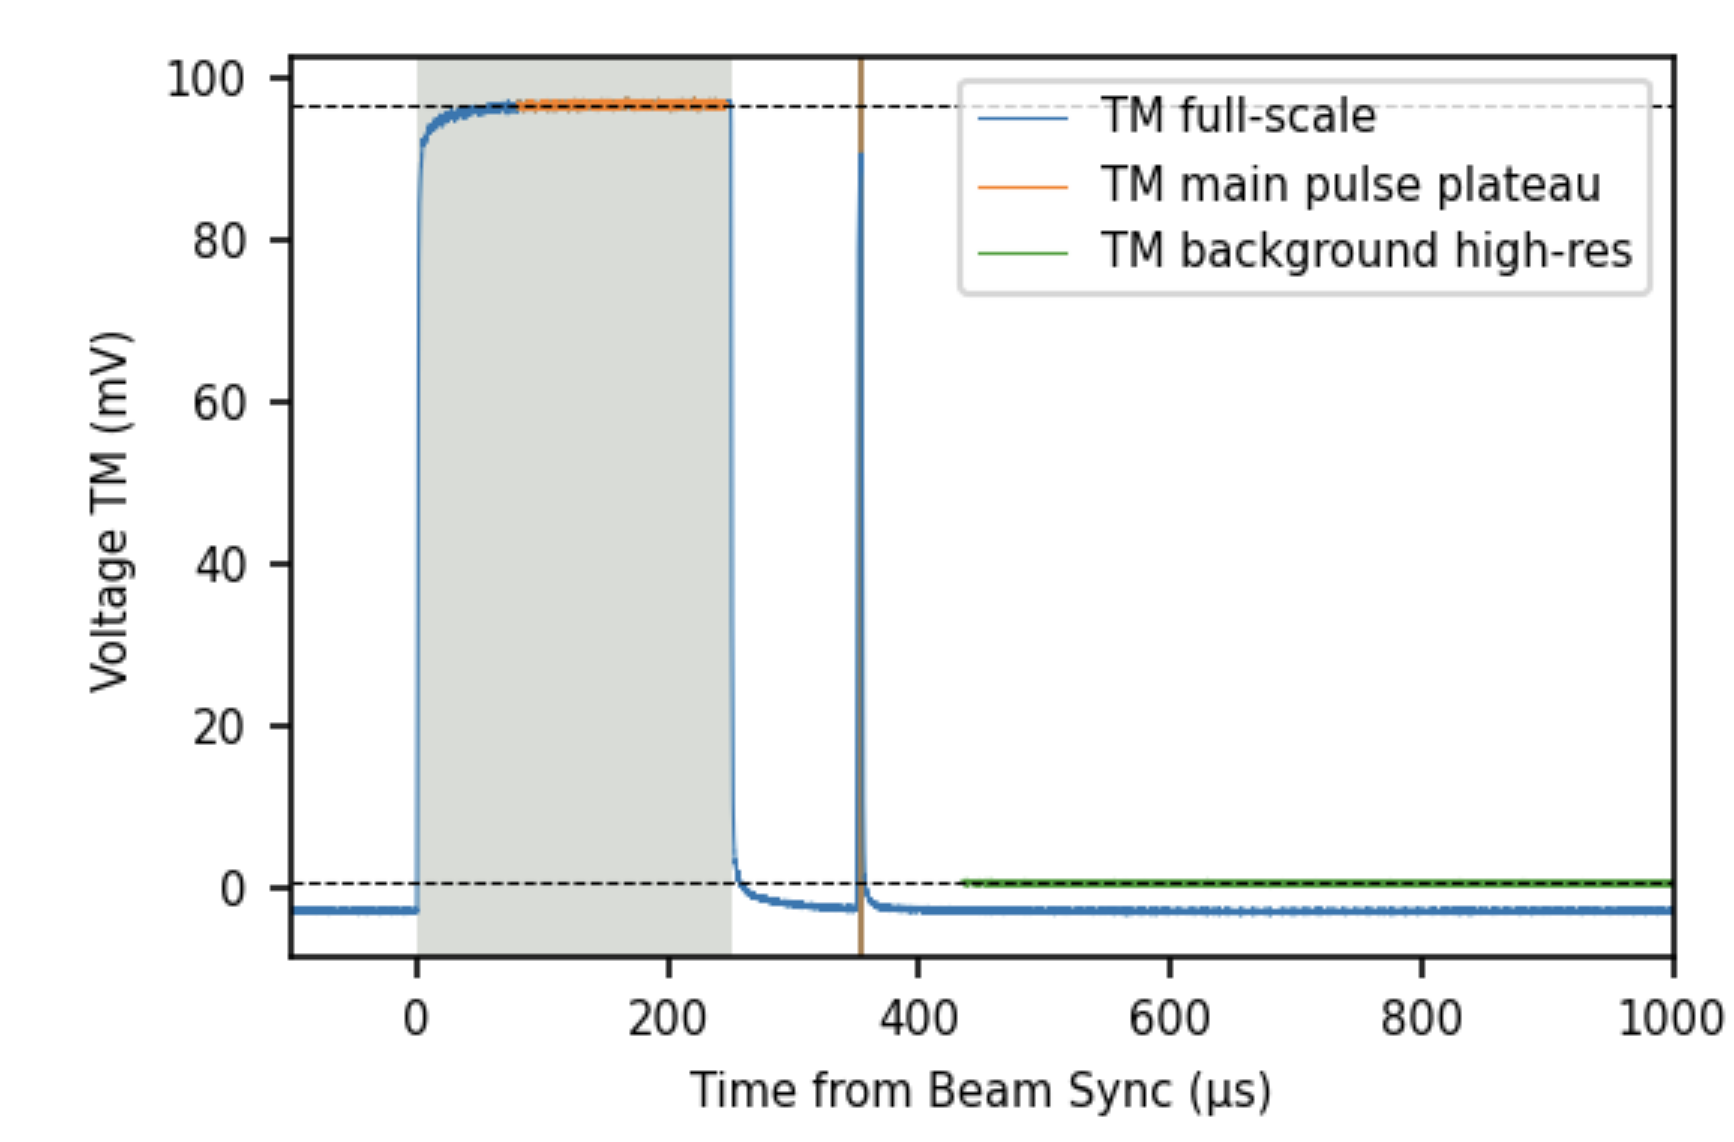 100
80
60
40
20
0
Voltage TM (mV)
TM full-scale
TM main pulse plateau
TM background high-res
0 200 400 600 800 1000
Time from Beam Sync (µs)